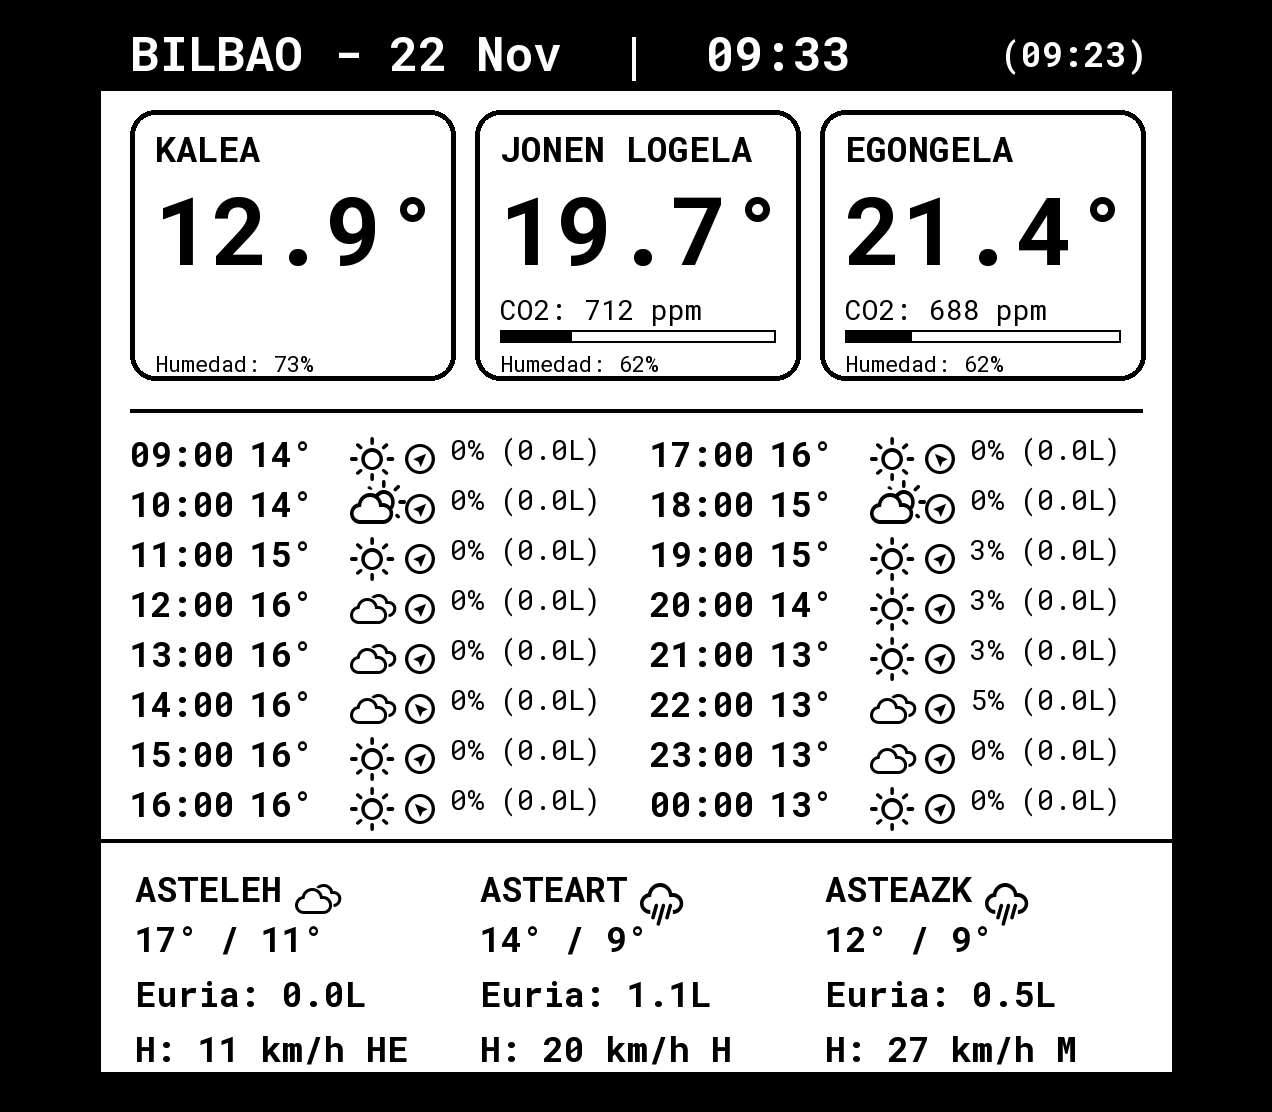 BILBAO - 22 Nov | 09:33 (09:23)
KALEA
12.9°
Humedad: 73%
JONEN LOGELA
19.7°
CO2: 712 ppm
Humedad: 62%
EGONGELA
21.4°
CO2: 688 ppm
Humedad: 62%
09:00 14° 0% (0.0L)
10:00 14° 0% (0.0L)
11:00 15° 0% (0.0L)
12:00 16° 0% (0.0L)
13:00 16° 0% (0.0L)
14:00 16° 0% (0.0L)
15:00 16° 0% (0.0L)
16:00 16° 0% (0.0L)
17:00 16° 0% (0.0L)
18:00 15° 0% (0.0L)
19:00 15° 3% (0.0L)
20:00 14° 3% (0.0L)
21:00 13° 3% (0.0L)
22:00 13° 5% (0.0L)
23:00 13° 0% (0.0L)
00:00 13° 0% (0.0L)
ASTELEH
17° / 11°
Euria: 0.0L
H: 11 km/h HE
ASTEART
14° / 9°
Euria: 1.1L
H: 20 km/h H
ASTEAZK
12° / 9°
Euria: 0.5L
H: 27 km/h M